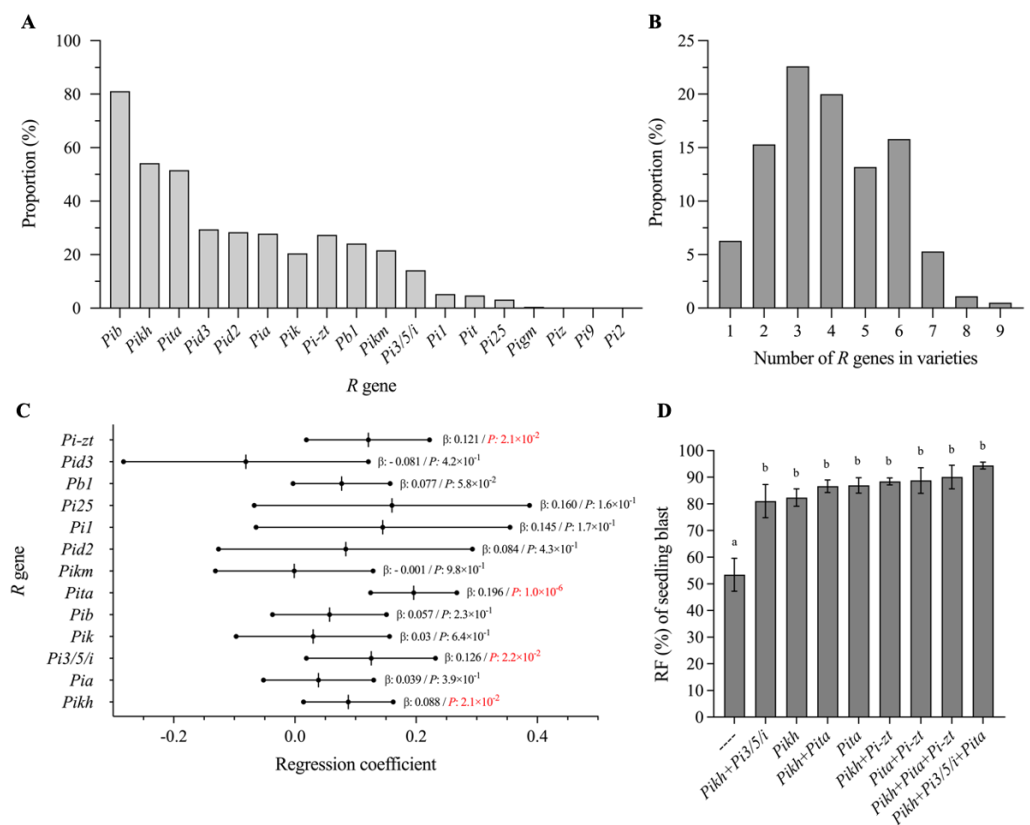 A
Proportion (%)
100
80
60
40
20
0
Pib
Pikh
Pita
Pid3
Pid2
Pia
Pik
Pi-zt
Pb1
Pikm
Pi3/5/i
Pi1
Pit
Pi25
Pigm
Piz
Pi9
Pi2
R gene
B
Proportion (%)
25
20
15
10
5
0
1 2 3 4 5 6 7 8 9
Number of R genes in varieties
C
R gene
Pi-zt β: 0.121 / P: 2.1×10⁻²
Pid3 β: - 0.081 / P: 4.2×10⁻¹
Pb1 β: 0.077 / P: 5.8×10⁻²
Pi25 β: 0.160 / P: 1.6×10⁻¹
Pi1 β: 0.145 / P: 1.7×10⁻¹
Pid2 β: 0.084 / P: 4.3×10⁻¹
Pikm β: - 0.001 / P: 9.8×10⁻¹
Pita β: 0.196 / P: 1.0×10⁻⁶
Pib β: 0.057 / P: 2.3×10⁻¹
Pik β: 0.03 / P: 6.4×10⁻¹
Pi3/5/i β: 0.126 / P: 2.2×10⁻²
Pia β: 0.039 / P: 3.9×10⁻¹
Pikh β: 0.088 / P: 2.1×10⁻²
-0.2 0.0 0.2 0.4
Regression coefficient
D
RF (%) of seedling blast
100
90
80
70
60
50
40
30
20
10
0
a b b b b b b b b
----
Pikh+Pi3/5/i
Pikh
Pikh+Pita
Pita
Pikh+Pi-zt
Pita+Pi-zt
Pikh+Pita+Pi-zt
Pikh+Pi3/5/i+Pita